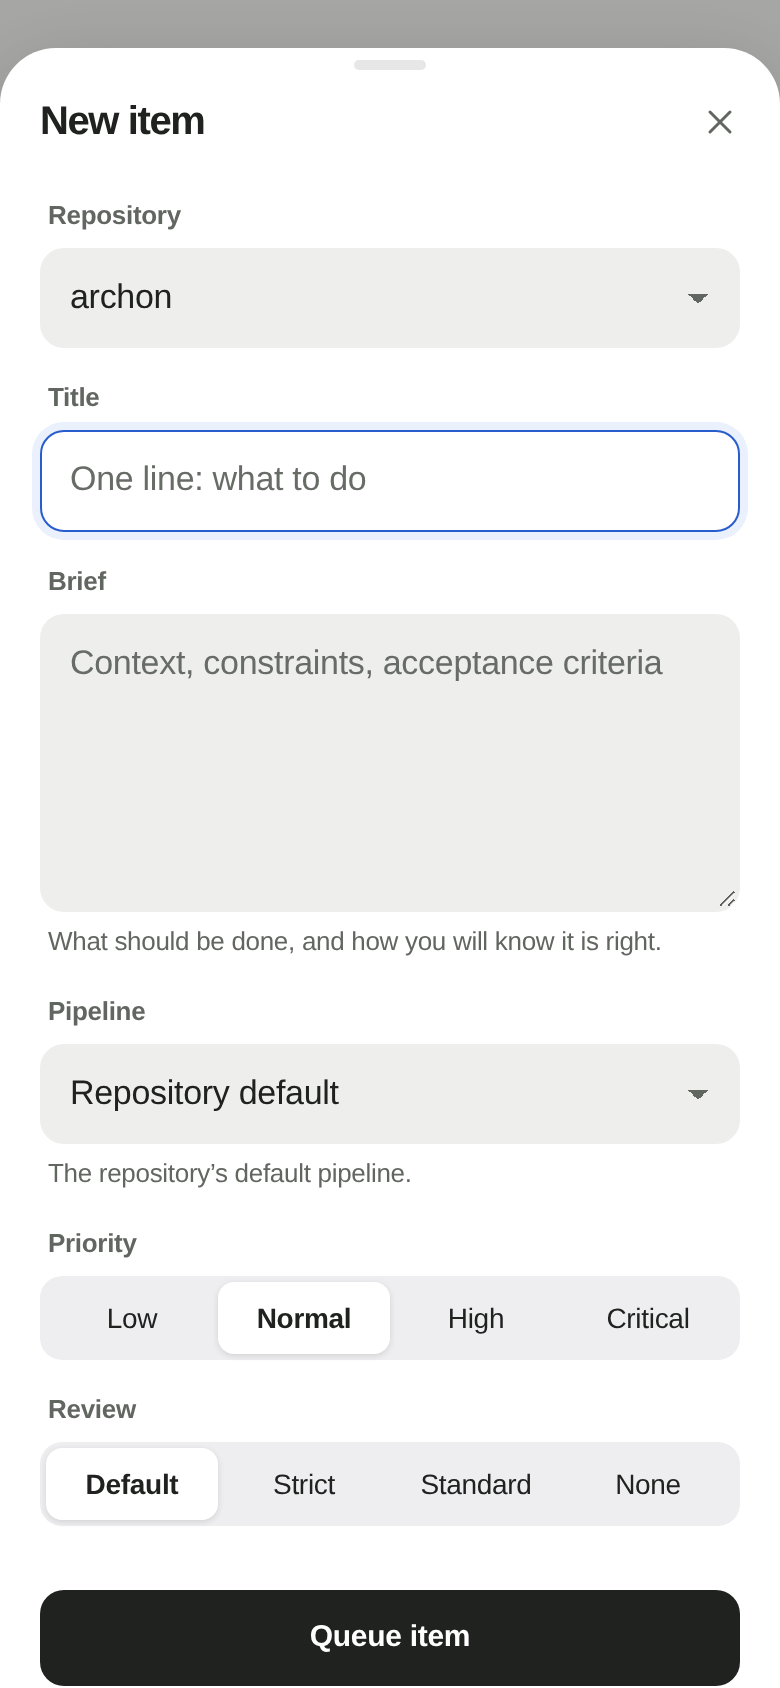 New item
Repository
archon
Title
One line: what to do
Brief
Context, constraints, acceptance criteria
What should be done, and how you will know it is right.
Pipeline
Repository default
The repository’s default pipeline.
Priority
Low Normal High Critical
Review
Default Strict Standard None
Queue item